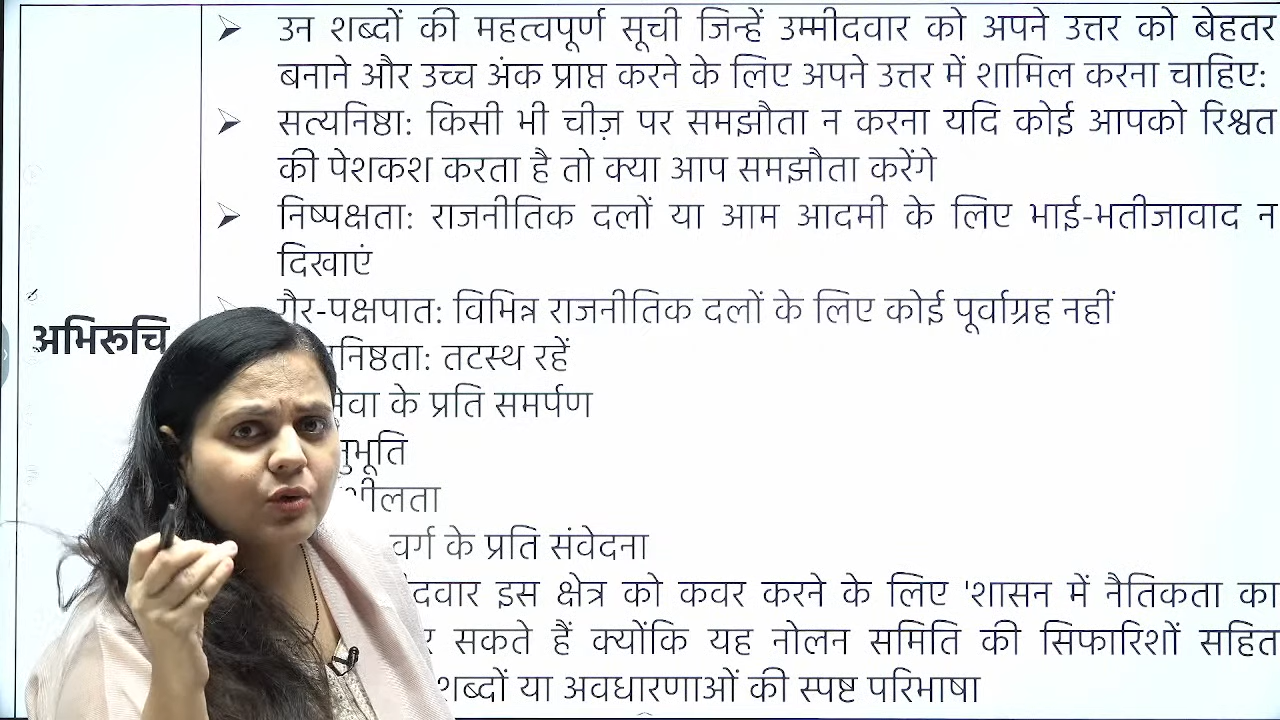 उन शब्दों की महत्वपूर्ण सूची जिन्हें उम्मीदवार को अपने उत्तर को बेहतर
बनाने और उच्च अंक प्राप्त करने के लिए अपने उत्तर में शामिल करना चाहिए:
सत्यनिष्ठा: किसी भी चीज़ पर समझौता न करना यदि कोई आपको रिश्वत
की पेशकश करता है तो क्या आप समझौता करेंगे
निष्पक्षता: राजनीतिक दलों या आम आदमी के लिए भाई-भतीजावाद न
दिखाएं
गैर-पक्षपात: विभिन्न राजनीतिक दलों के लिए कोई पूर्वाग्रह नहीं
अभिरूचि
तटस्थ रहें
के प्रति समर्पण
वर्ग के प्रति संवेदना
इस क्षेत्र को कवर करने के लिए 'शासन में नैतिकता का
सकते हैं क्योंकि यह नोलन समिति की सिफारिशों सहित
शब्दों या अवधारणाओं की स्पष्ट परिभाषा